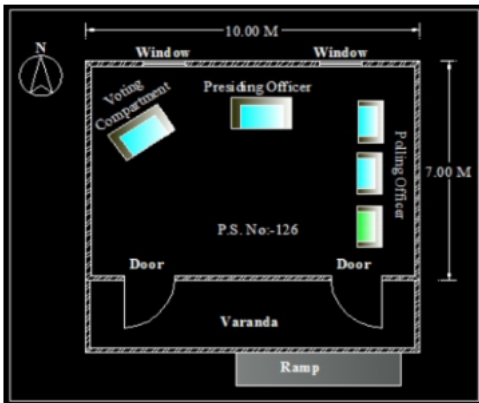 10.00 M
N
Window
Window
Voting
Compartment
Presiding Officer
Polling Officer
7.00 M
P.S. No:-126
Door
Door
Varanda
Ramp